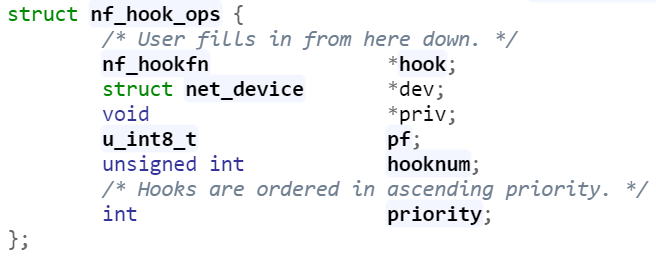 struct nf_hook_ops {
/* User fills in from here down. */
nf_hookfn *hook;
struct net_device *dev;
void *priv;
u_int8_t pf;
unsigned int hooknum;
/* Hooks are ordered in ascending priority. */
int priority;
};